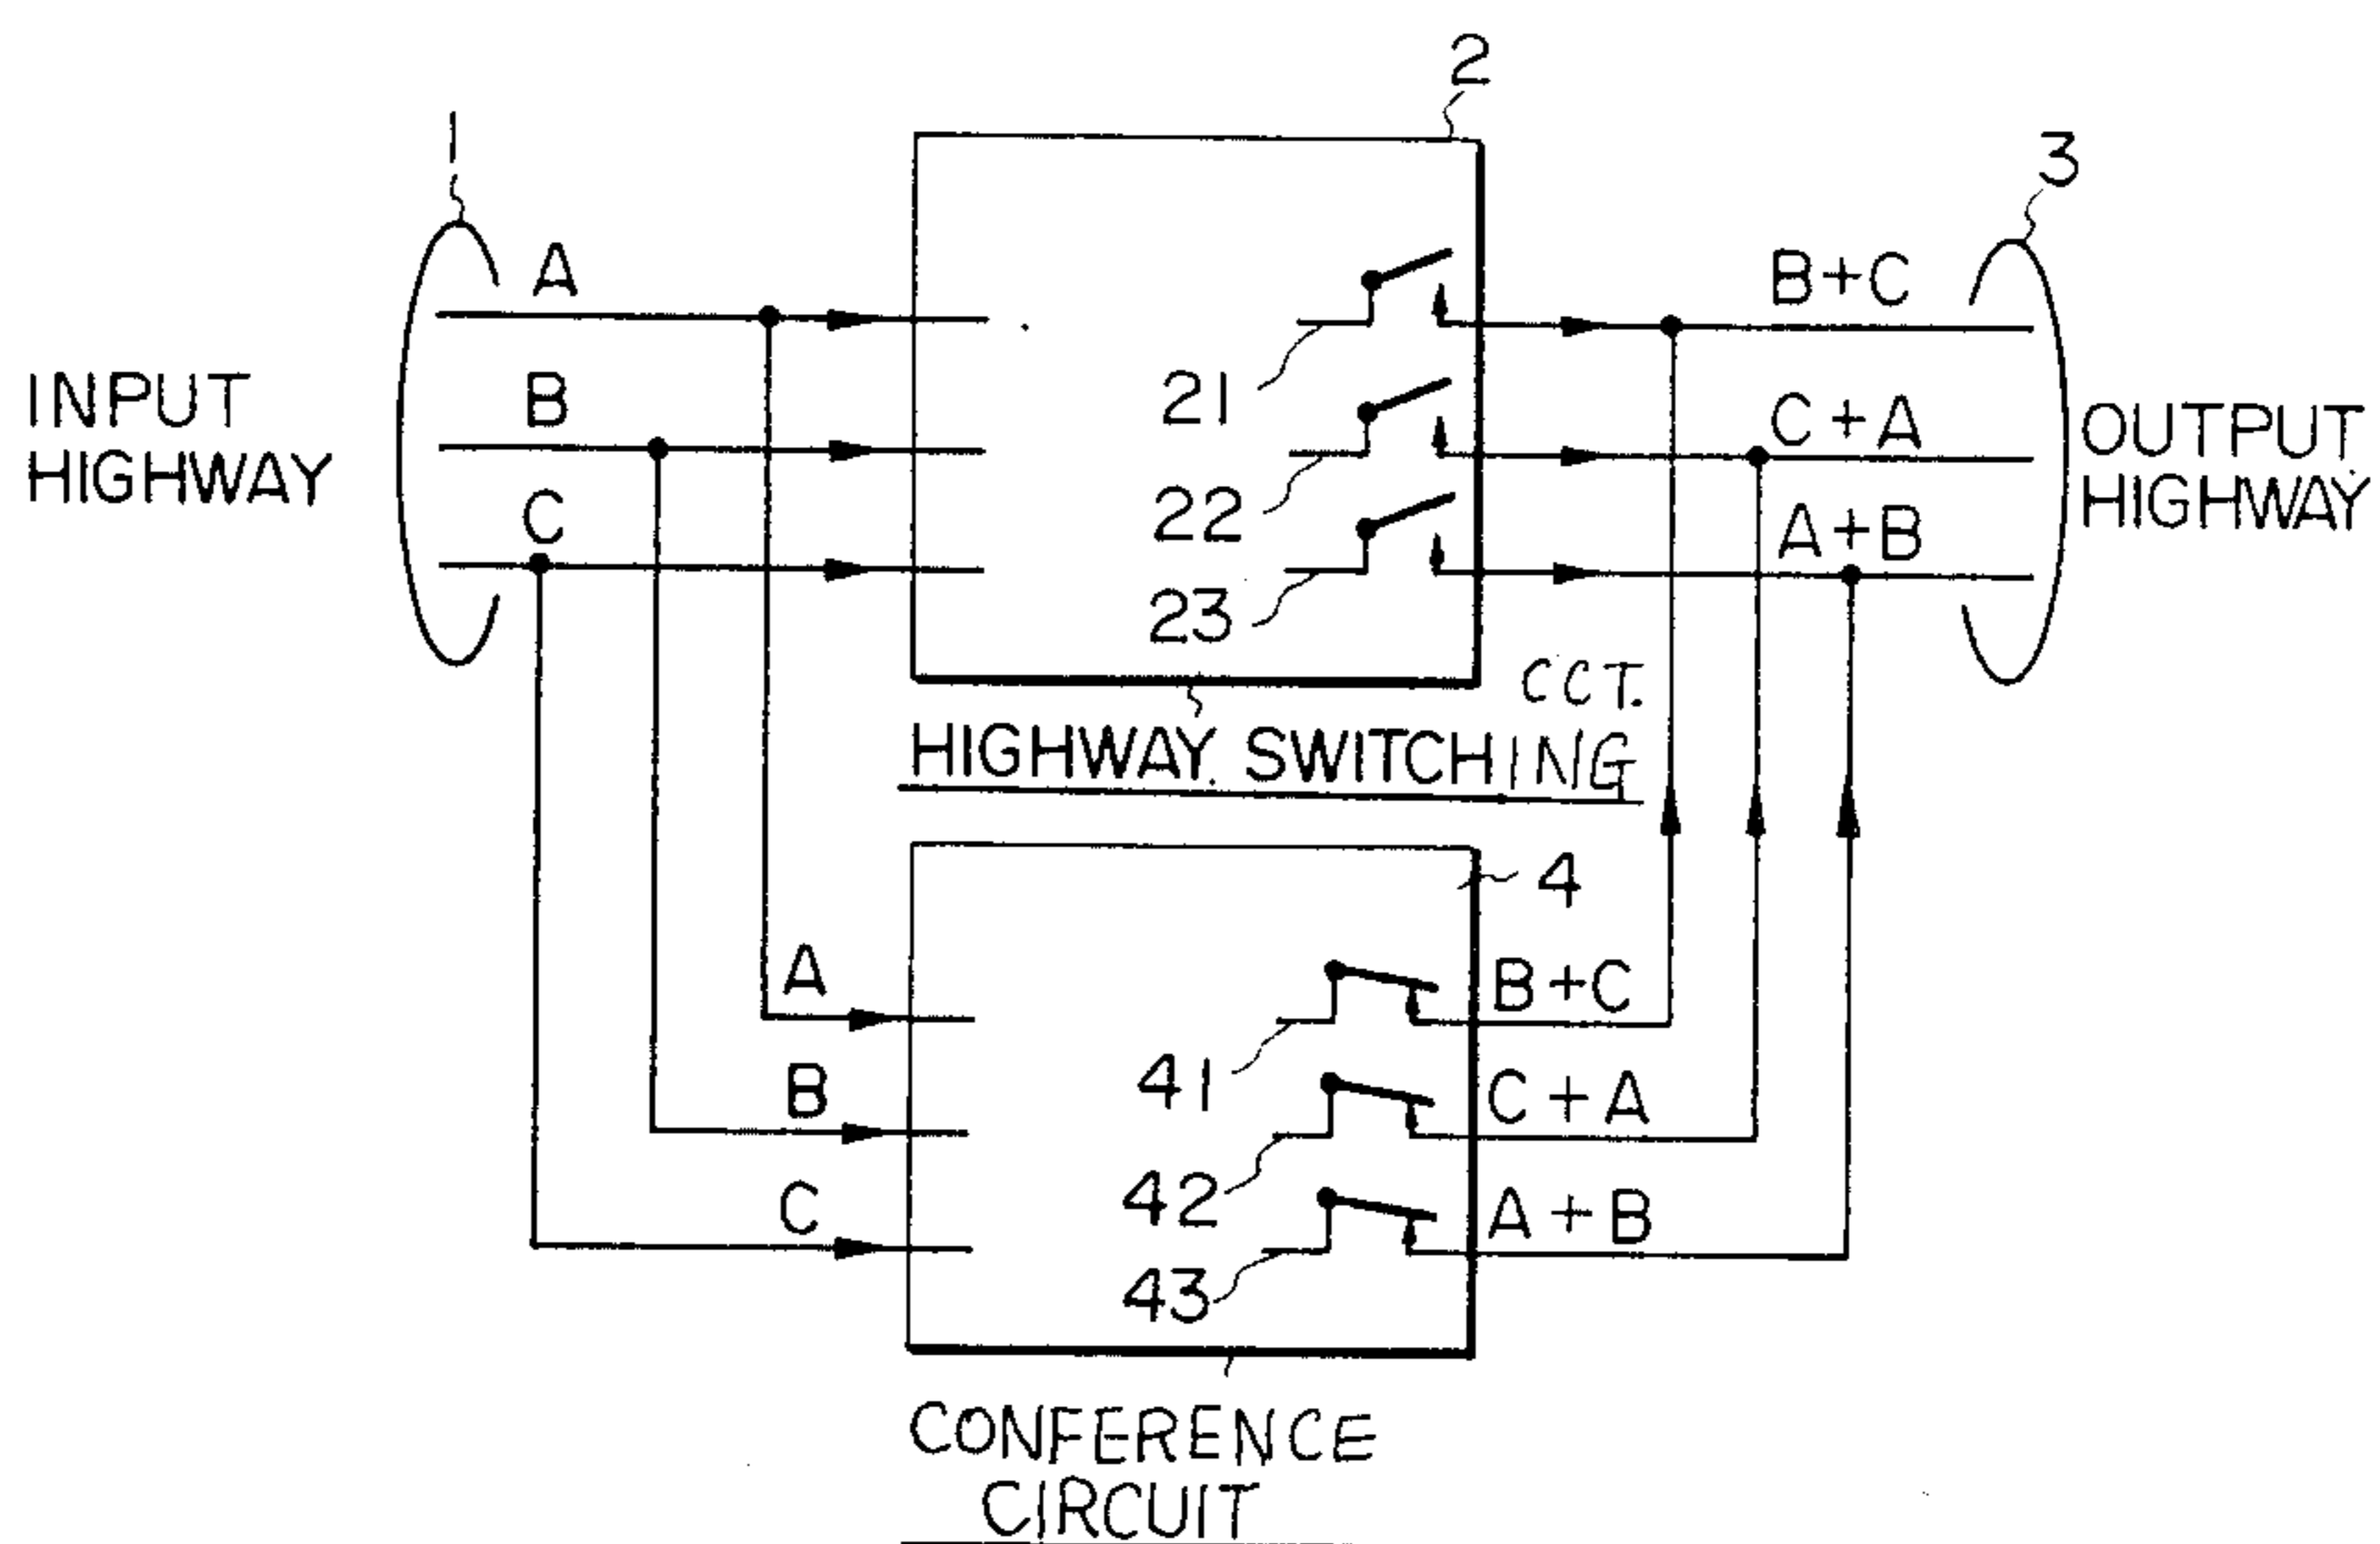 2
1
3
A
B+C
INPUT
HIGHWAY
B
21
C+A
OUTPUT
HIGHWAY
C
22
A+B
23
CCT.
HIGHWAY SWITCHING
4
A
B+C
41
B
C+A
42
C
A+B
43
CONFERENCE
CIRCUIT